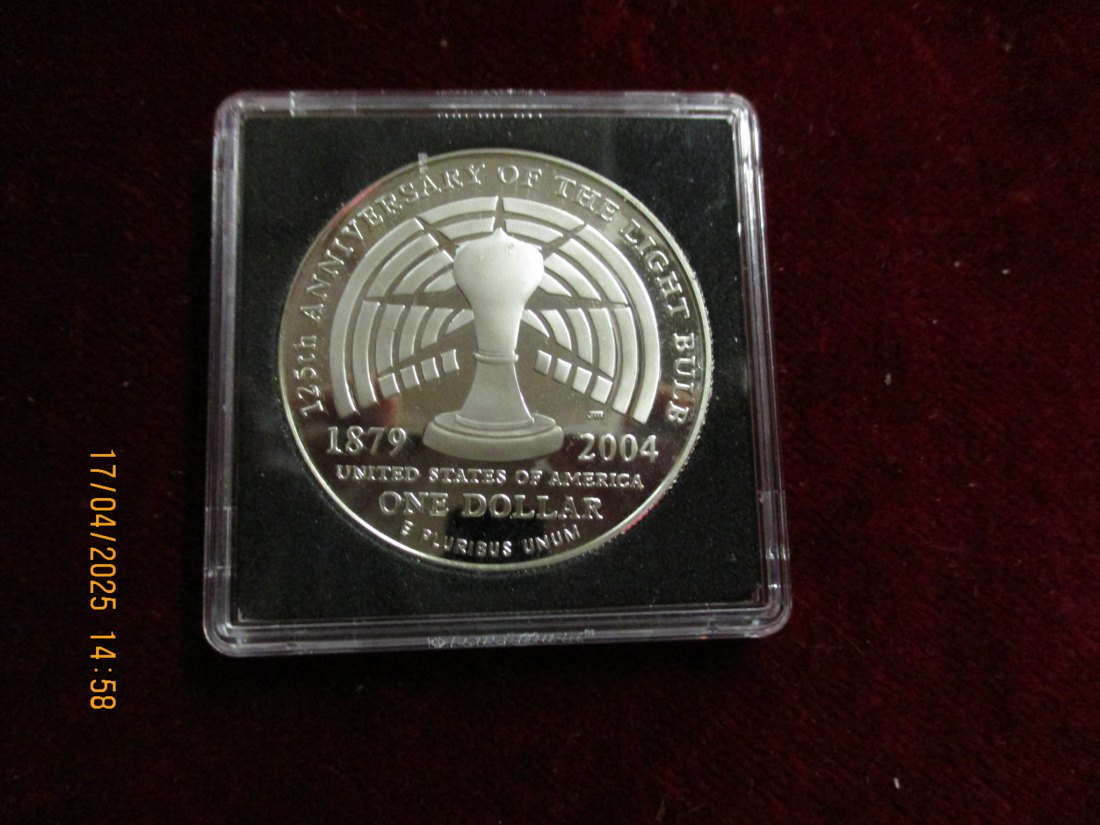 125th ANNIVERSARY OF THE LIGHT BULB
JM
1879 2004
UNITED STATES OF AMERICA
ONE DOLLAR
E PLURIBUS UNUM
17/04/2025 14:58